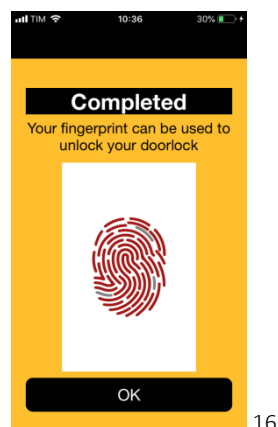 TIM 10:36 30%
Completed
Your fingerprint can be used to
unlock your doorlock
OK
16